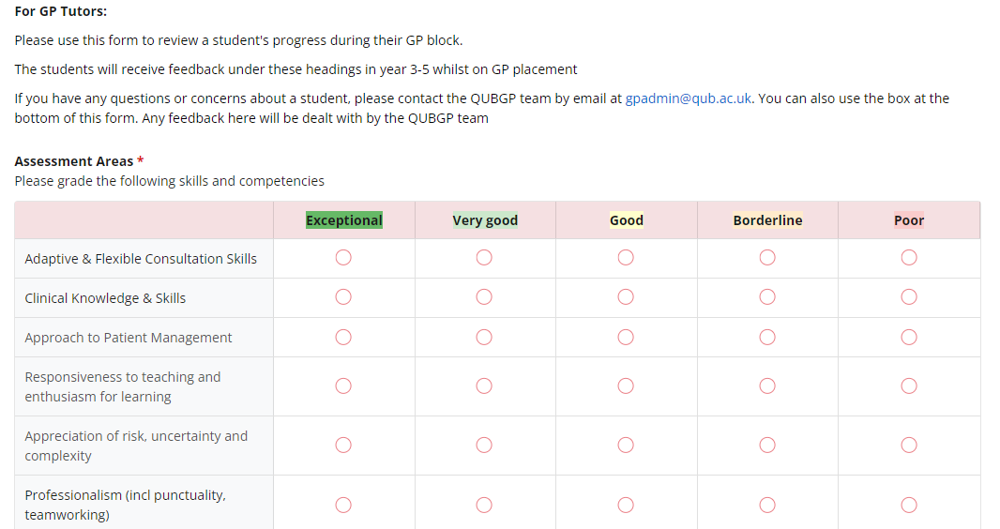 For GP Tutors:
Please use this form to review a student's progress during their GP block.
The students will receive feedback under these headings in year 3-5 whilst on GP placement
If you have any questions or concerns about a student, please contact the QUBGP team by email at gpadmin@qub.ac.uk. You can also use the box at the
bottom of this form. Any feedback here will be dealt with by the QUBGP team
Assessment Areas *
Please grade the following skills and competencies
Exceptional Very good Good Borderline Poor
Adaptive & Flexible Consultation Skills
Clinical Knowledge & Skills
Approach to Patient Management
Responsiveness to teaching and
enthusiasm for learning
Appreciation of risk, uncertainty and
complexity
Professionalism (incl punctuality,
teamworking)